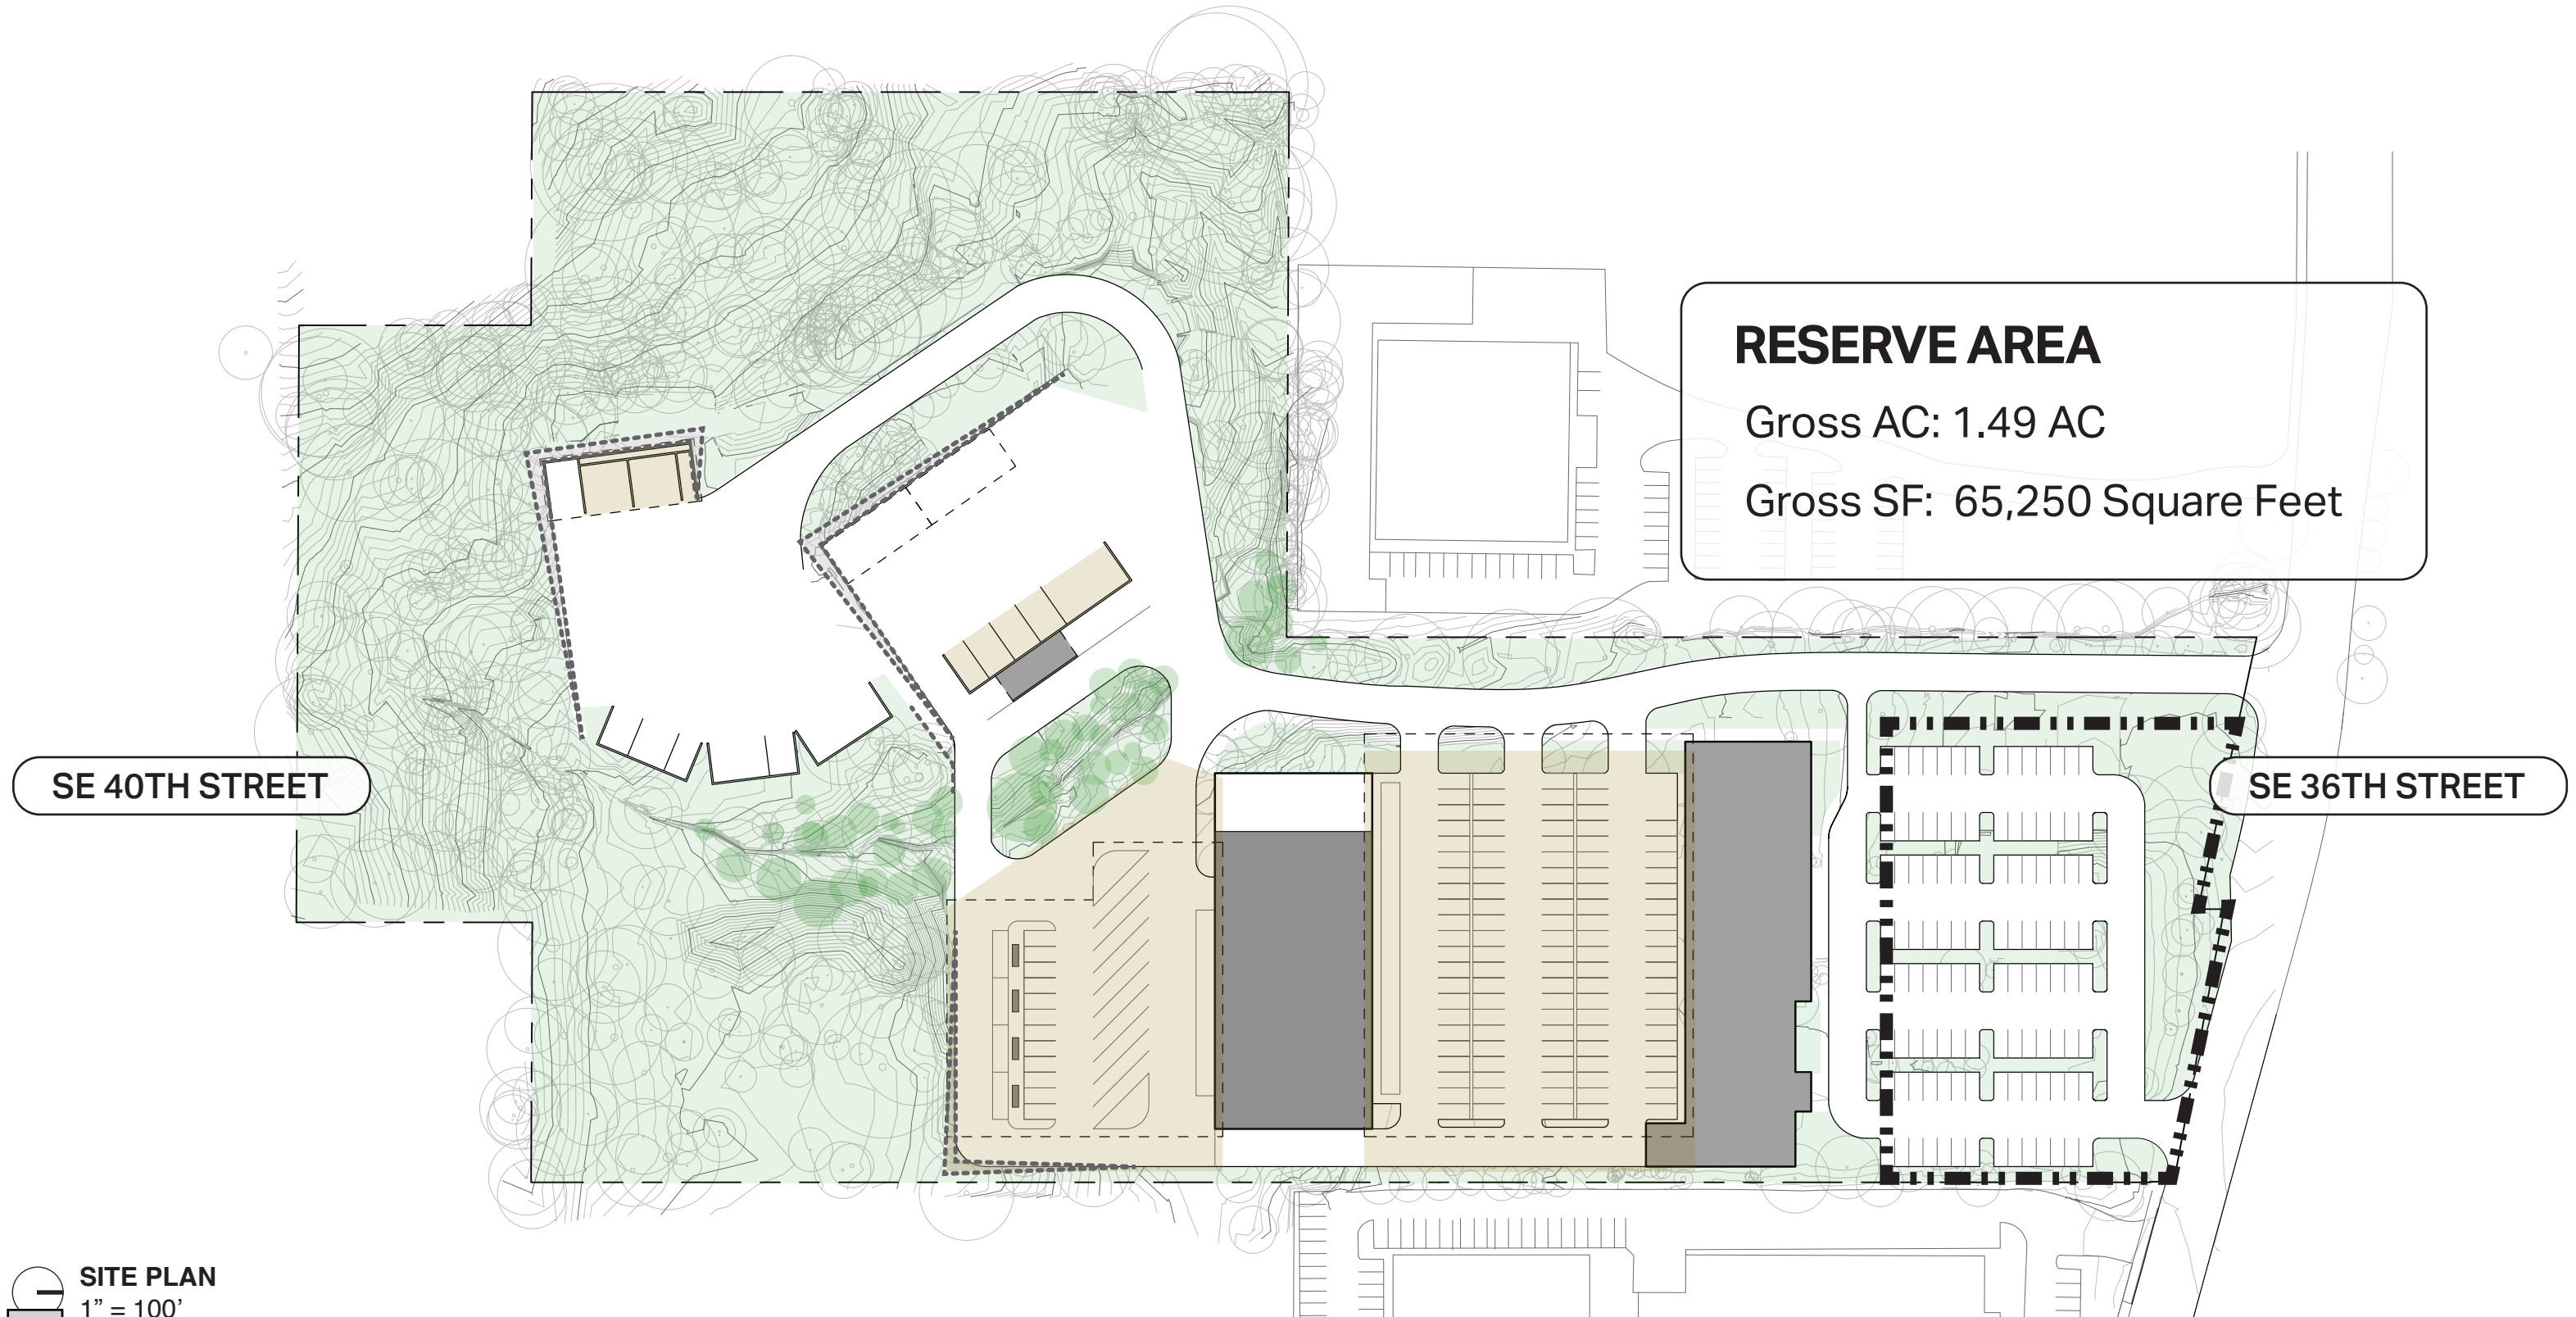 RESERVE AREA
Gross AC: 1.49 AC
Gross SF: 65,250 Square Feet
SE 40TH STREET
SE 36TH STREET
SITE PLAN
1” = 100’